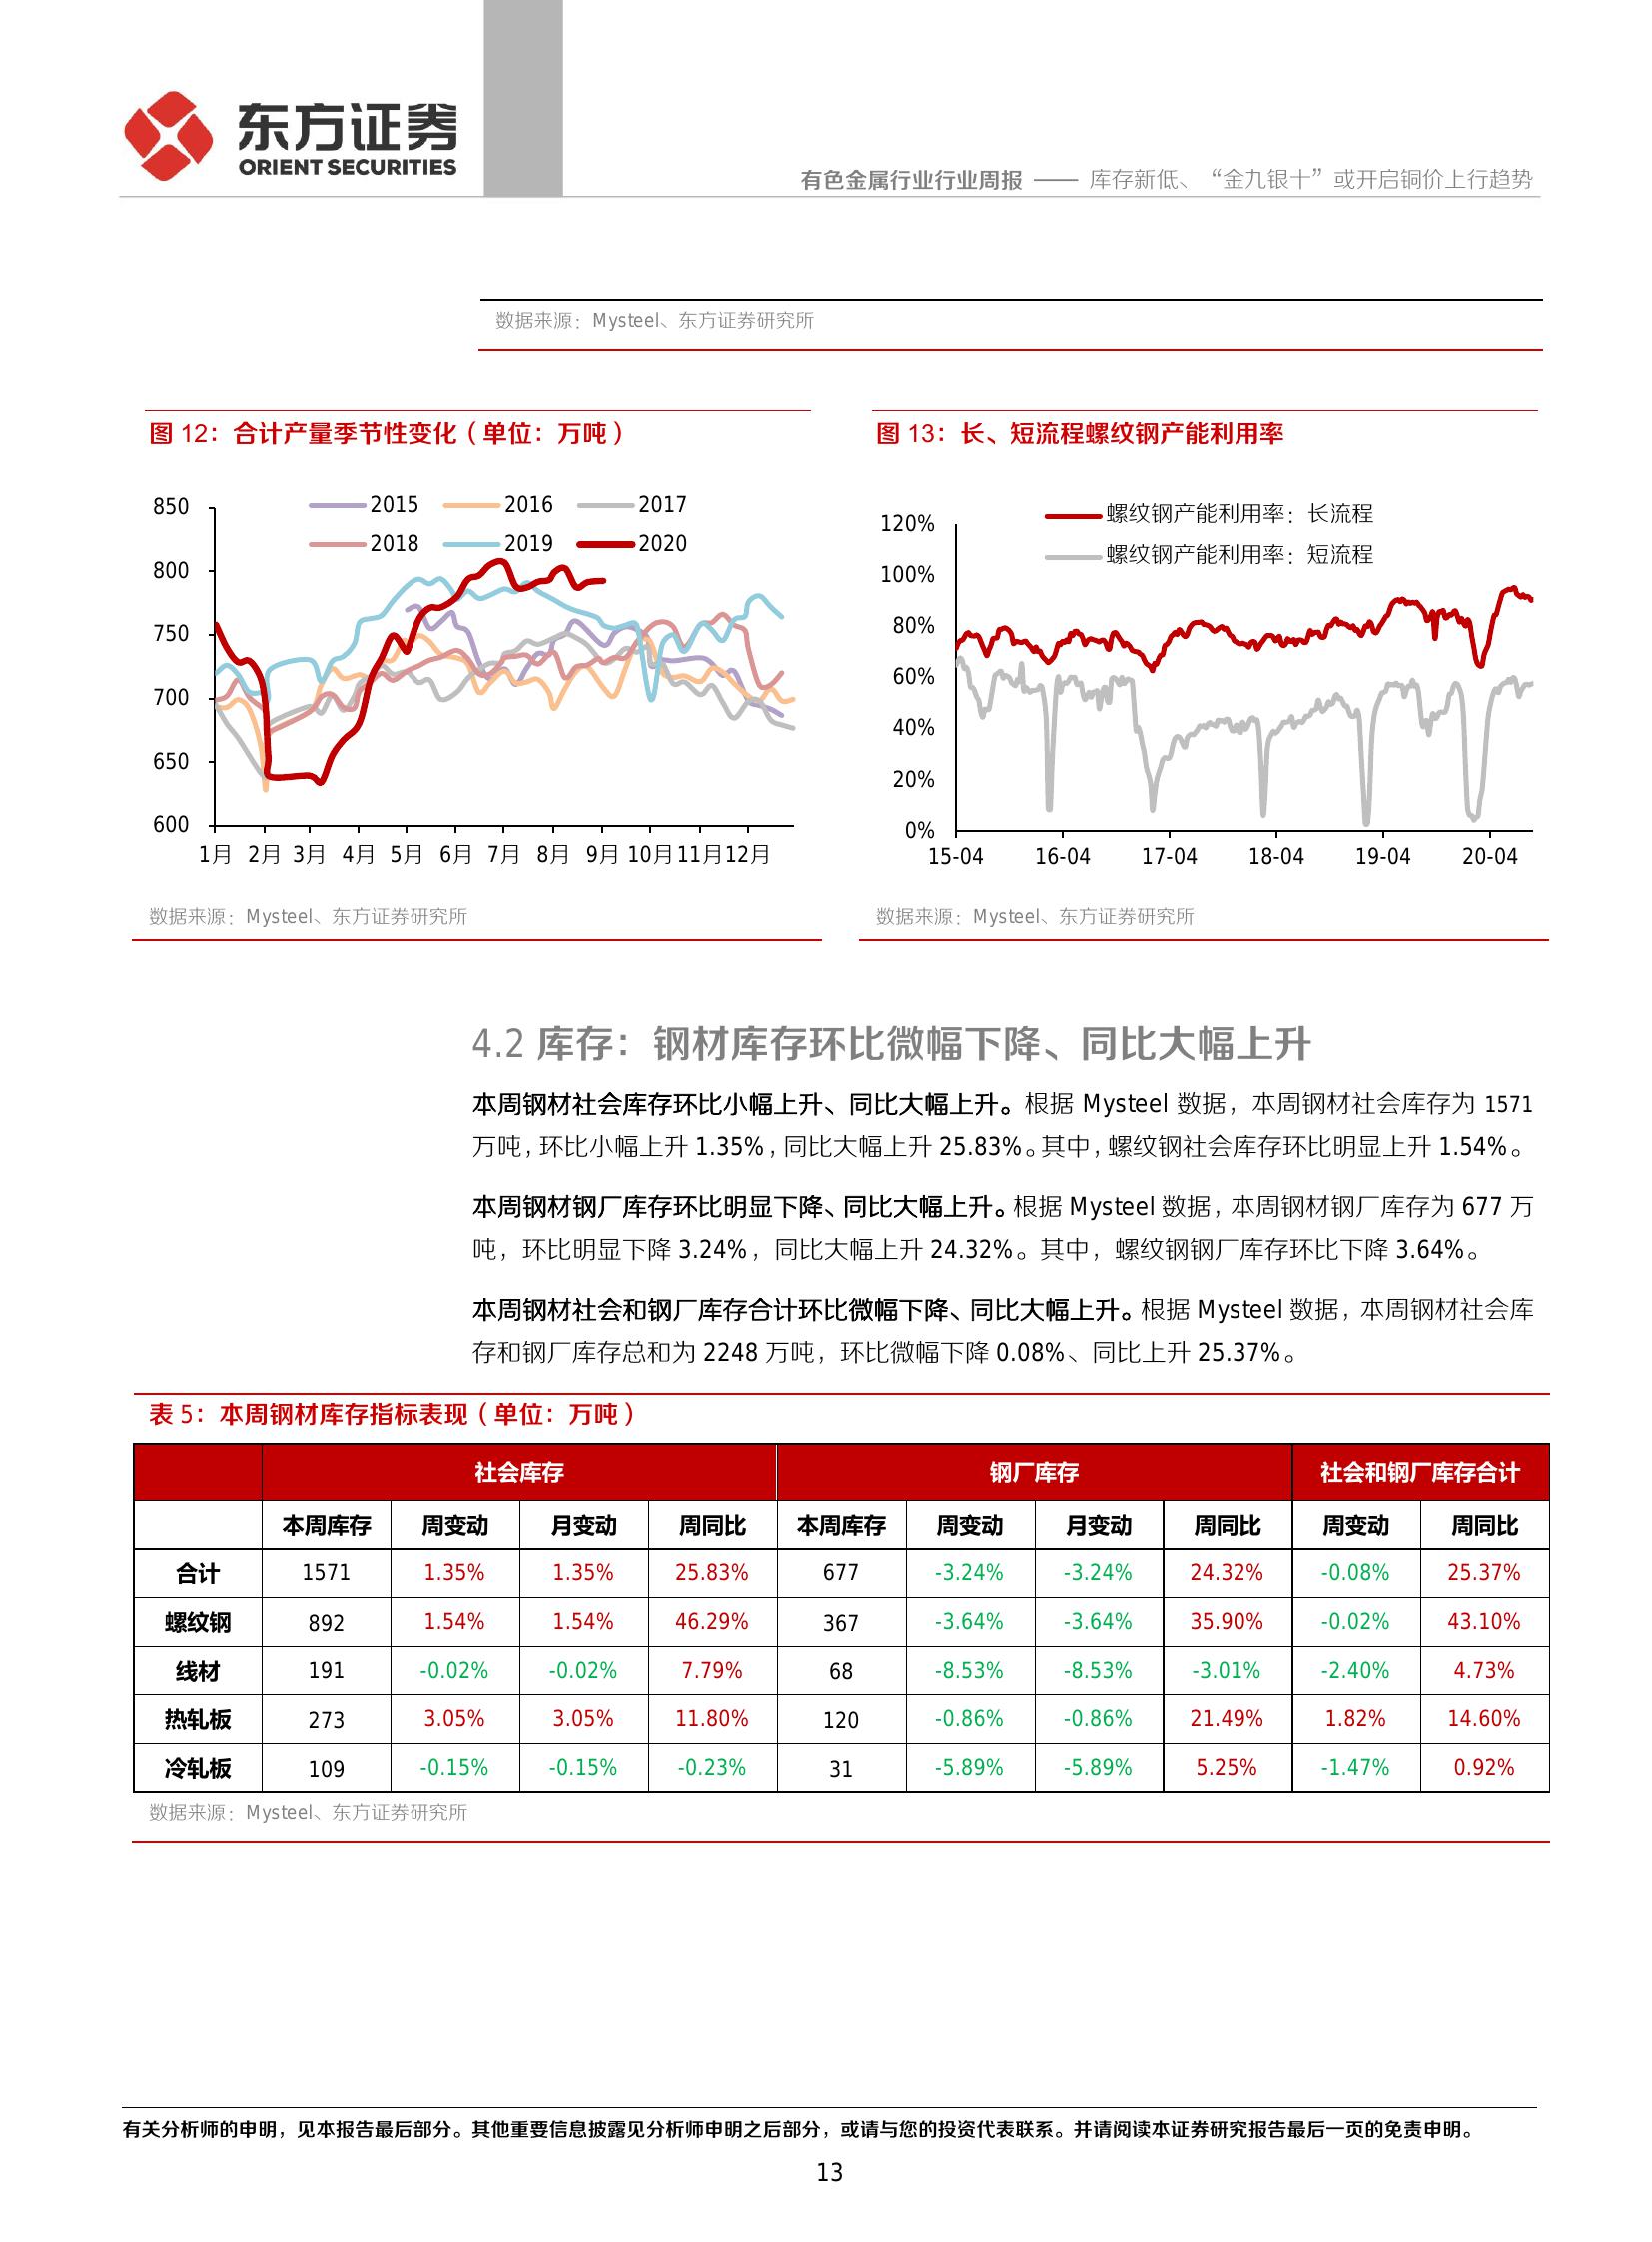 东方证券
ORIENT SECURITIES
有色金属行业行业周报 —— 库存新低、“金九银十”或开启铜价上行趋势
数据来源：Mysteel、东方证券研究所
图 12：合计产量季节性变化（单位：万吨）
2015 2016 2017
2018 2019 2020
850
800
750
700
650
600
1月 2月 3月 4月 5月 6月 7月 8月 9月 10月 11月 12月
数据来源：Mysteel、东方证券研究所
图 13：长、短流程螺纹钢产能利用率
螺纹钢产能利用率：长流程
螺纹钢产能利用率：短流程
120%
100%
80%
60%
40%
20%
0%
15-04 16-04 17-04 18-04 19-04 20-04
数据来源：Mysteel、东方证券研究所
4.2 库存：钢材库存环比微幅下降、同比大幅上升
本周钢材社会库存环比小幅上升、同比大幅上升。根据 Mysteel 数据，本周钢材社会库存为 1571
万吨，环比小幅上升 1.35%，同比大幅上升 25.83%。其中，螺纹钢社会库存环比明显上升 1.54%。
本周钢材钢厂库存环比明显下降、同比大幅上升。根据 Mysteel 数据，本周钢材钢厂库存为 677 万
吨，环比明显下降 3.24%，同比大幅上升 24.32%。其中，螺纹钢钢厂库存环比下降 3.64%。
本周钢材社会和钢厂库存合计环比微幅下降、同比大幅上升。根据 Mysteel 数据，本周钢材社会库
存和钢厂库存总和为 2248 万吨，环比微幅下降 0.08%、同比上升 25.37%。
表 5：本周钢材库存指标表现（单位：万吨）
社会库存 钢厂库存 社会和钢厂库存合计
本周库存 周变动 月变动 周同比 本周库存 周变动 月变动 周同比 周变动 周同比
合计 1571 1.35% 1.35% 25.83% 677 -3.24% -3.24% 24.32% -0.08% 25.37%
螺纹钢 892 1.54% 1.54% 46.29% 367 -3.64% -3.64% 35.90% -0.02% 43.10%
线材 191 -0.02% -0.02% 7.79% 68 -8.53% -8.53% -3.01% -2.40% 4.73%
热轧板 273 3.05% 3.05% 11.80% 120 -0.86% -0.86% 21.49% 1.82% 14.60%
冷轧板 109 -0.15% -0.15% -0.23% 31 -5.89% -5.89% 5.25% -1.47% 0.92%
数据来源：Mysteel、东方证券研究所
有关分析师的申明，见本报告最后部分。其他重要信息披露见分析师申明之后部分，或请与您的投资代表联系。并请阅读本证券研究报告最后一页的免责申明。
13